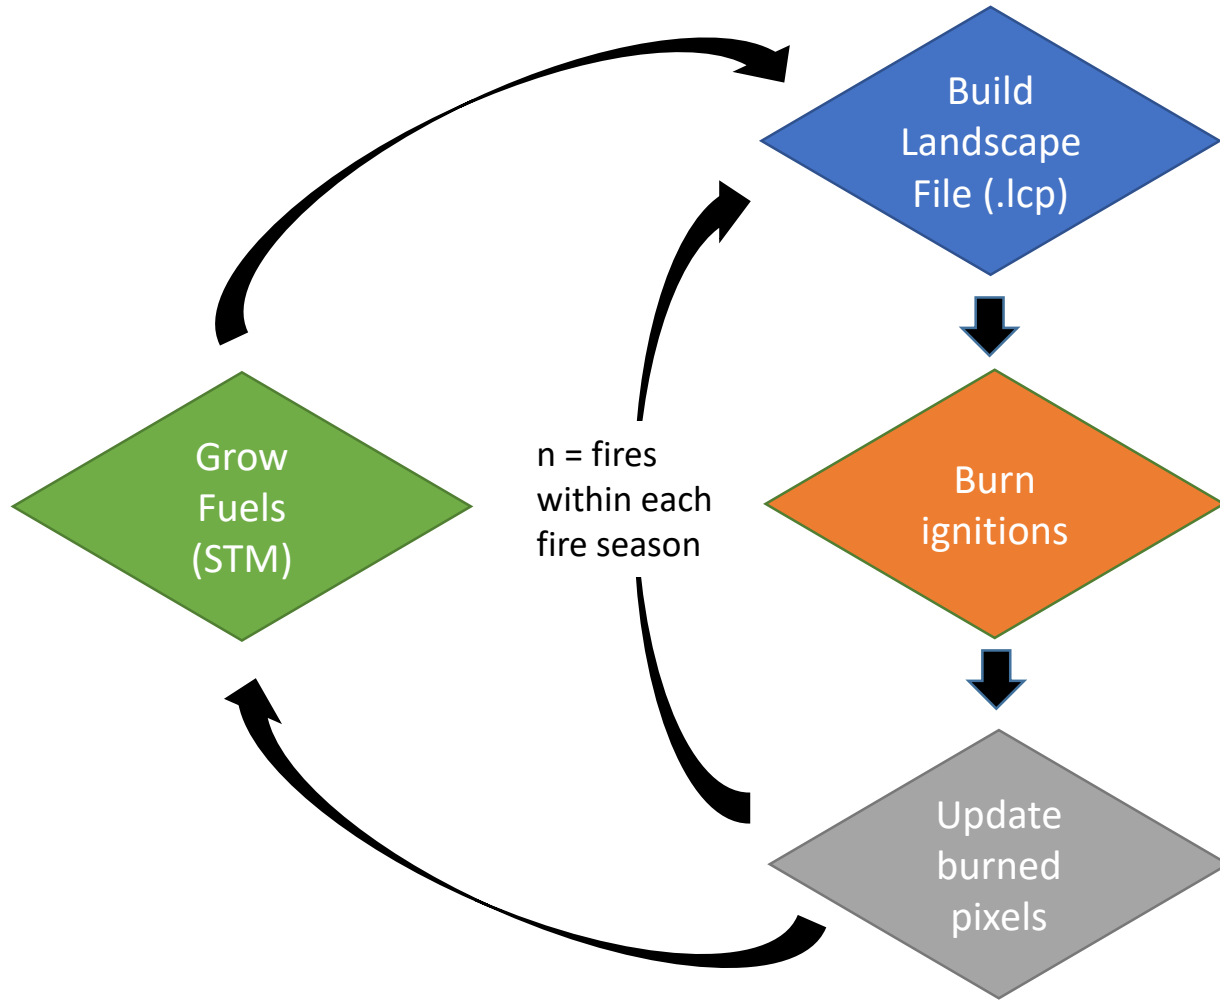 Build
Landscape
File (.lcp)
Grow
Fuels
(STM)
n = fires
within each
fire season
Burn
ignitions
Update
burned
pixels